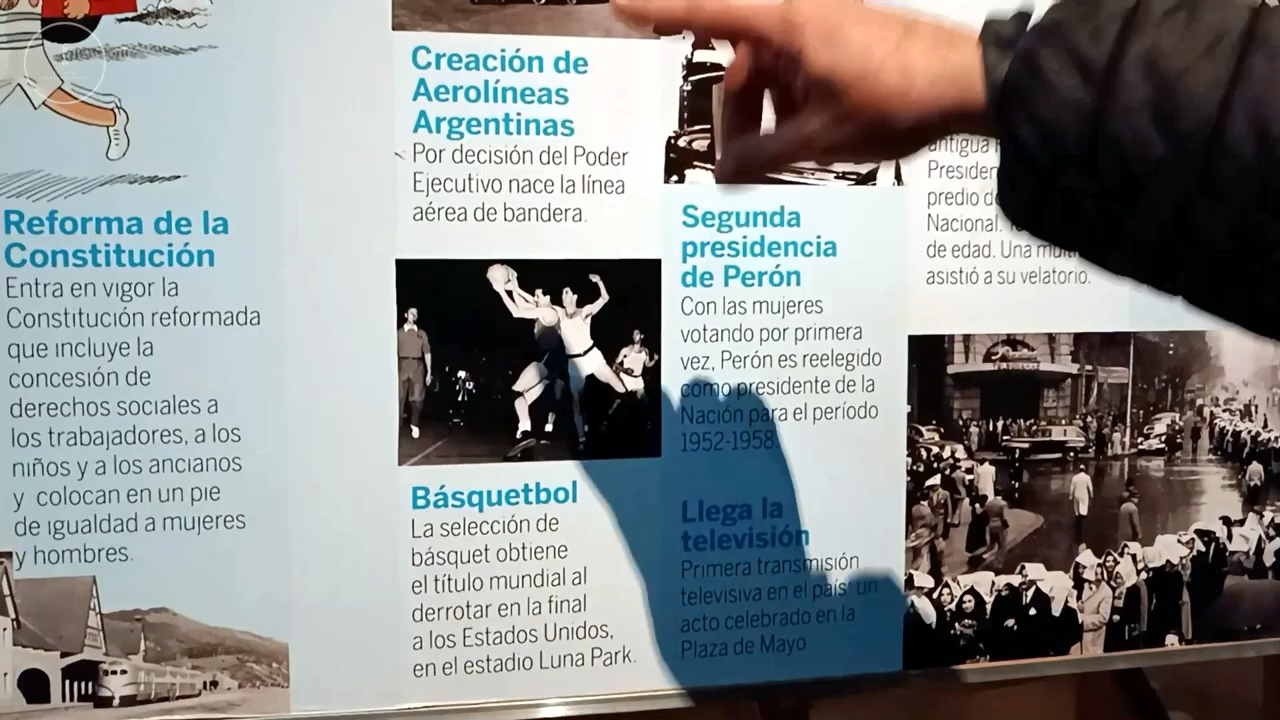 Reforma de la
Constitución
Entra en vigor la
Constitución reformada
que incluye la
concesión de
derechos sociales a
los trabajadores, a los
niños y a los ancianos
y colocan en un pie
de igualdad a mujeres
y hombres.
Creación de
Aerolíneas
Argentinas
Por decisión del Poder
Ejecutivo nace la línea
aérea de bandera.
Básquetbol
La selección de
básquet obtiene
el título mundial al
derrotar en la final
a los Estados Unidos,
en el estadio Luna Park.
Segunda
presidencia
de Perón
Con las mujeres
votando por primera
vez, Perón es reelegido
como presidente de la
Nación para el período
1952-1958.
Llega la
televisión
Primera transmisión
televisiva en el país: un
acto celebrado en la
Plaza de Mayo
antigua
predio
Nacional.
de edad. Una
asistió a su velatorio.